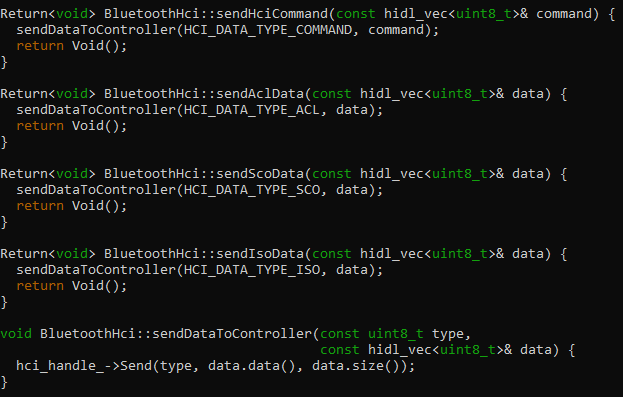 Return<void> BluetoothHci::sendHciCommand(const hidl_vec<uint8_t>& command) {
  sendDataToController(HCI_DATA_TYPE_COMMAND, command);
  return Void();
}

Return<void> BluetoothHci::sendAclData(const hidl_vec<uint8_t>& data) {
  sendDataToController(HCI_DATA_TYPE_ACL, data);
  return Void();
}

Return<void> BluetoothHci::sendScoData(const hidl_vec<uint8_t>& data) {
  sendDataToController(HCI_DATA_TYPE_SCO, data);
  return Void();
}

Return<void> BluetoothHci::sendIsoData(const hidl_vec<uint8_t>& data) {
  sendDataToController(HCI_DATA_TYPE_ISO, data);
  return Void();
}

void BluetoothHci::sendDataToController(const uint8_t type,
                                        const hidl_vec<uint8_t>& data) {
  hci_handle_->Send(type, data.data(), data.size());
}